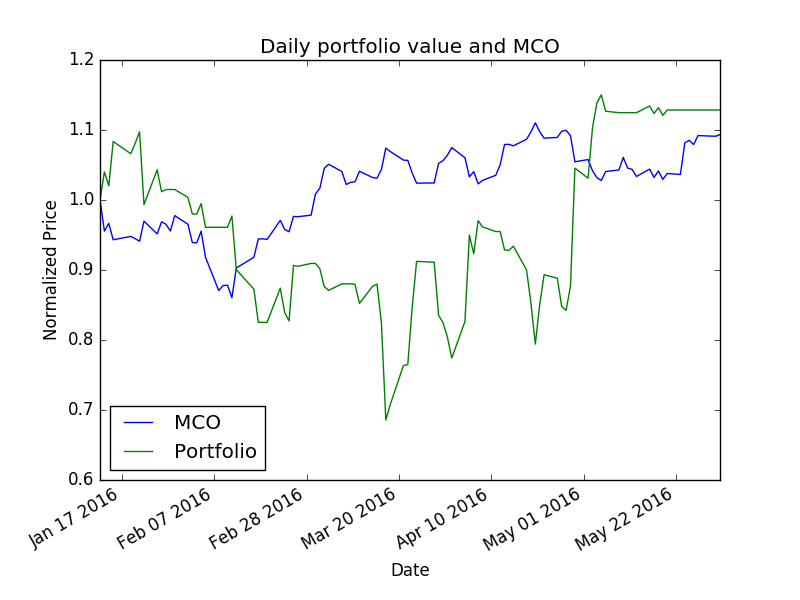 Daily portfolio value and MCO
1.2
1.1
1.0
0.9
0.8
0.7
0.6
Normalized Price
MCO
Portfolio
Jan 17 2016
Feb 07 2016
Feb 28 2016
Mar 20 2016
Apr 10 2016
May 01 2016
May 22 2016
Date